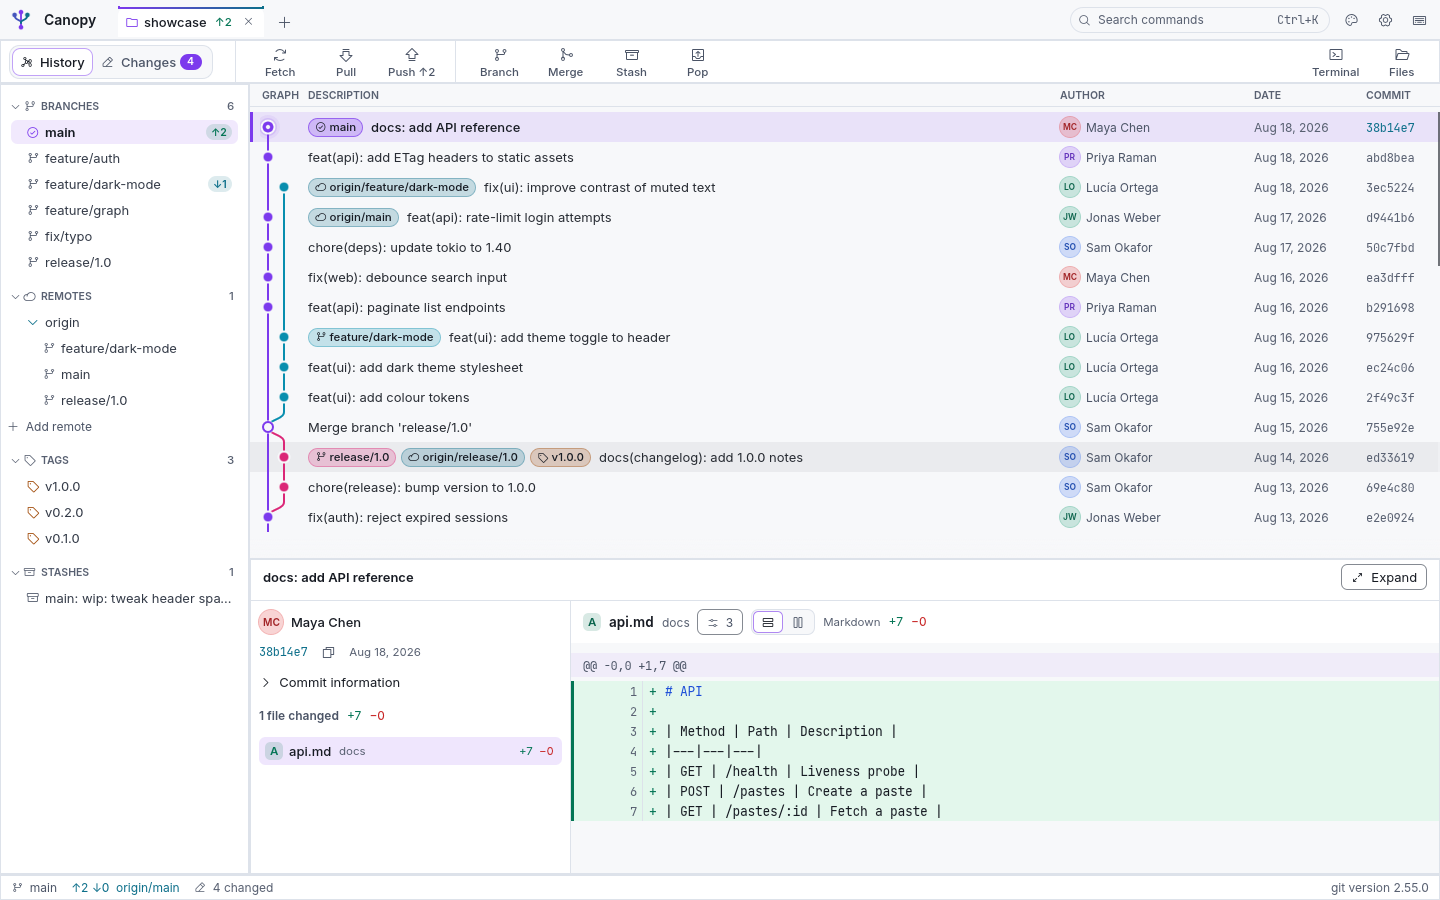 Canopy
showcase ↑2
Search commands Ctrl+K
History Changes 4
Fetch Pull Push ↑2 Branch Merge Stash Pop Terminal Files
BRANCHES 6
main ↑2
feature/auth
feature/dark-mode ↓1
feature/graph
fix/typo
release/1.0
REMOTES 1
origin
feature/dark-mode
main
release/1.0
Add remote
TAGS 3
v1.0.0
v0.2.0
v0.1.0
STASHES 1
main: wip: tweak header spa...
GRAPH DESCRIPTION AUTHOR DATE COMMIT
main docs: add API reference MC Maya Chen Aug 18, 2026 38b14e7
feat(api): add ETag headers to static assets PR Priya Raman Aug 18, 2026 abd8bea
origin/feature/dark-mode fix(ui): improve contrast of muted text LO Lucía Ortega Aug 18, 2026 3ec5224
origin/main feat(api): rate-limit login attempts JW Jonas Weber Aug 17, 2026 d9441b6
chore(deps): update tokio to 1.40 SO Sam Okafor Aug 17, 2026 50c7fbd
fix(web): debounce search input MC Maya Chen Aug 16, 2026 ea3dfff
feat(api): paginate list endpoints PR Priya Raman Aug 16, 2026 b291698
feature/dark-mode feat(ui): add theme toggle to header LO Lucía Ortega Aug 16, 2026 975629f
feat(ui): add dark theme stylesheet LO Lucía Ortega Aug 16, 2026 ec24c06
feat(ui): add colour tokens LO Lucía Ortega Aug 15, 2026 2f49c3f
Merge branch 'release/1.0' SO Sam Okafor Aug 15, 2026 755e92e
release/1.0 origin/release/1.0 v1.0.0 docs(changelog): add 1.0.0 notes SO Sam Okafor Aug 14, 2026 ed33619
chore(release): bump version to 1.0.0 SO Sam Okafor Aug 13, 2026 69e4c80
fix(auth): reject expired sessions JW Jonas Weber Aug 13, 2026 e2e0924
docs: add API reference Expand
MC Maya Chen
38b14e7 Aug 18, 2026
Commit information
1 file changed +7 −0
A api.md docs +7 −0
A api.md docs 3 Markdown +7 −0
@@ -0,0 +1,7 @@
1 + # API
2 +
3 + | Method | Path | Description |
4 + |---|---|---|
5 + | GET | /health | Liveness probe |
6 + | POST | /pastes | Create a paste |
7 + | GET | /pastes/:id | Fetch a paste |
main ↑2 ↓0 origin/main 4 changed git version 2.55.0